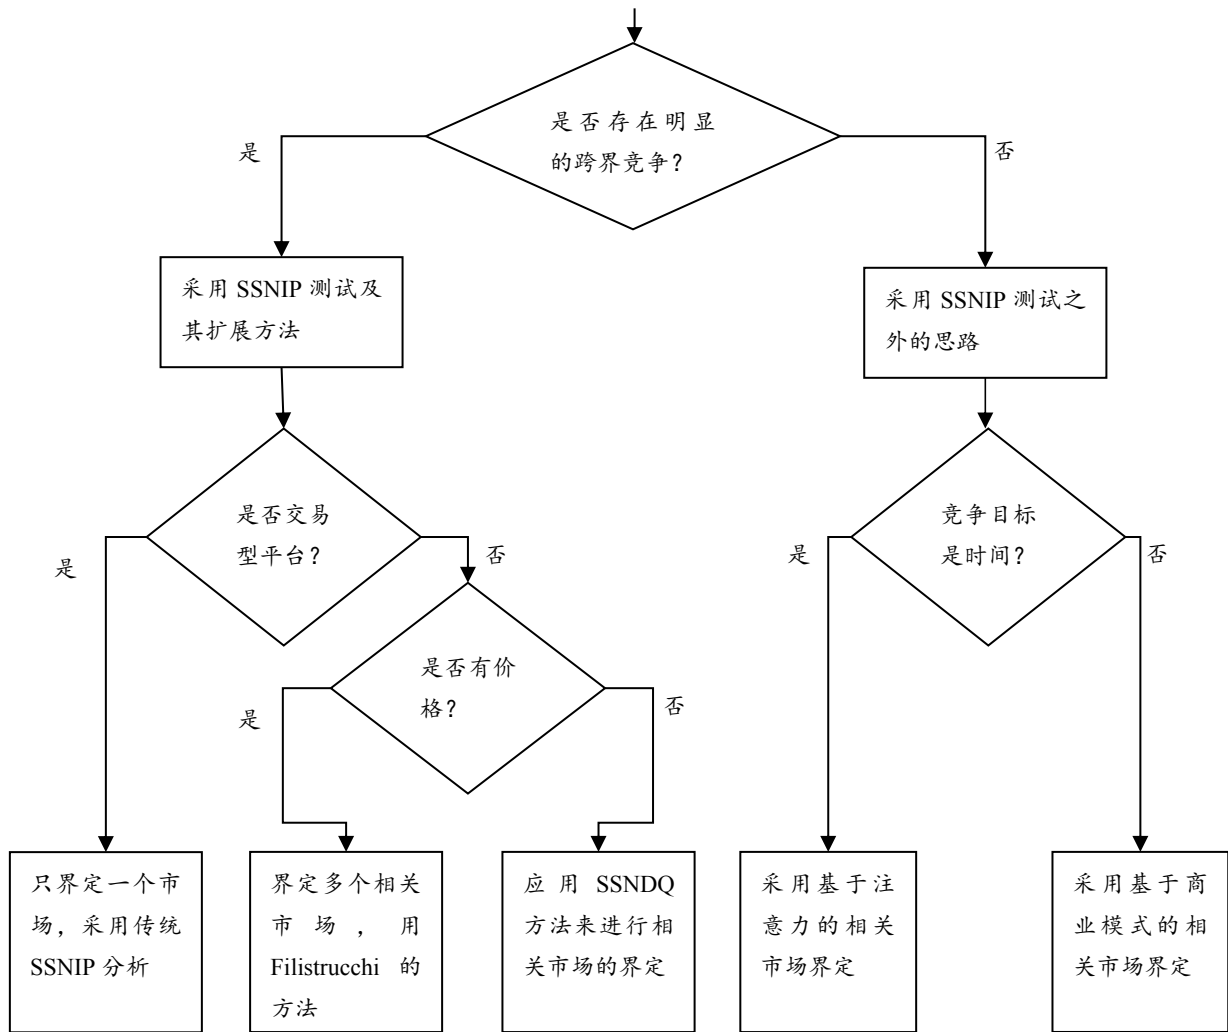 是否存在明显
的跨界竞争？
是
否
采用 SSNIP 测试及
其扩展方法
采用 SSNIP 测试之
外的思路
是否交易
型平台？
是
否
竞争目标
是时间？
是
否
是否有价
格？
是
否
只界定一个市
场，采用传统
SSNIP 分析
界定多个相关
市场，用
Filistrucchi 的
方法
应用 SSNDQ
方法来进行相
关市场的界定
采用基于注
意力的相关
市场界定
采用基于商
业模式的相
关市场界定